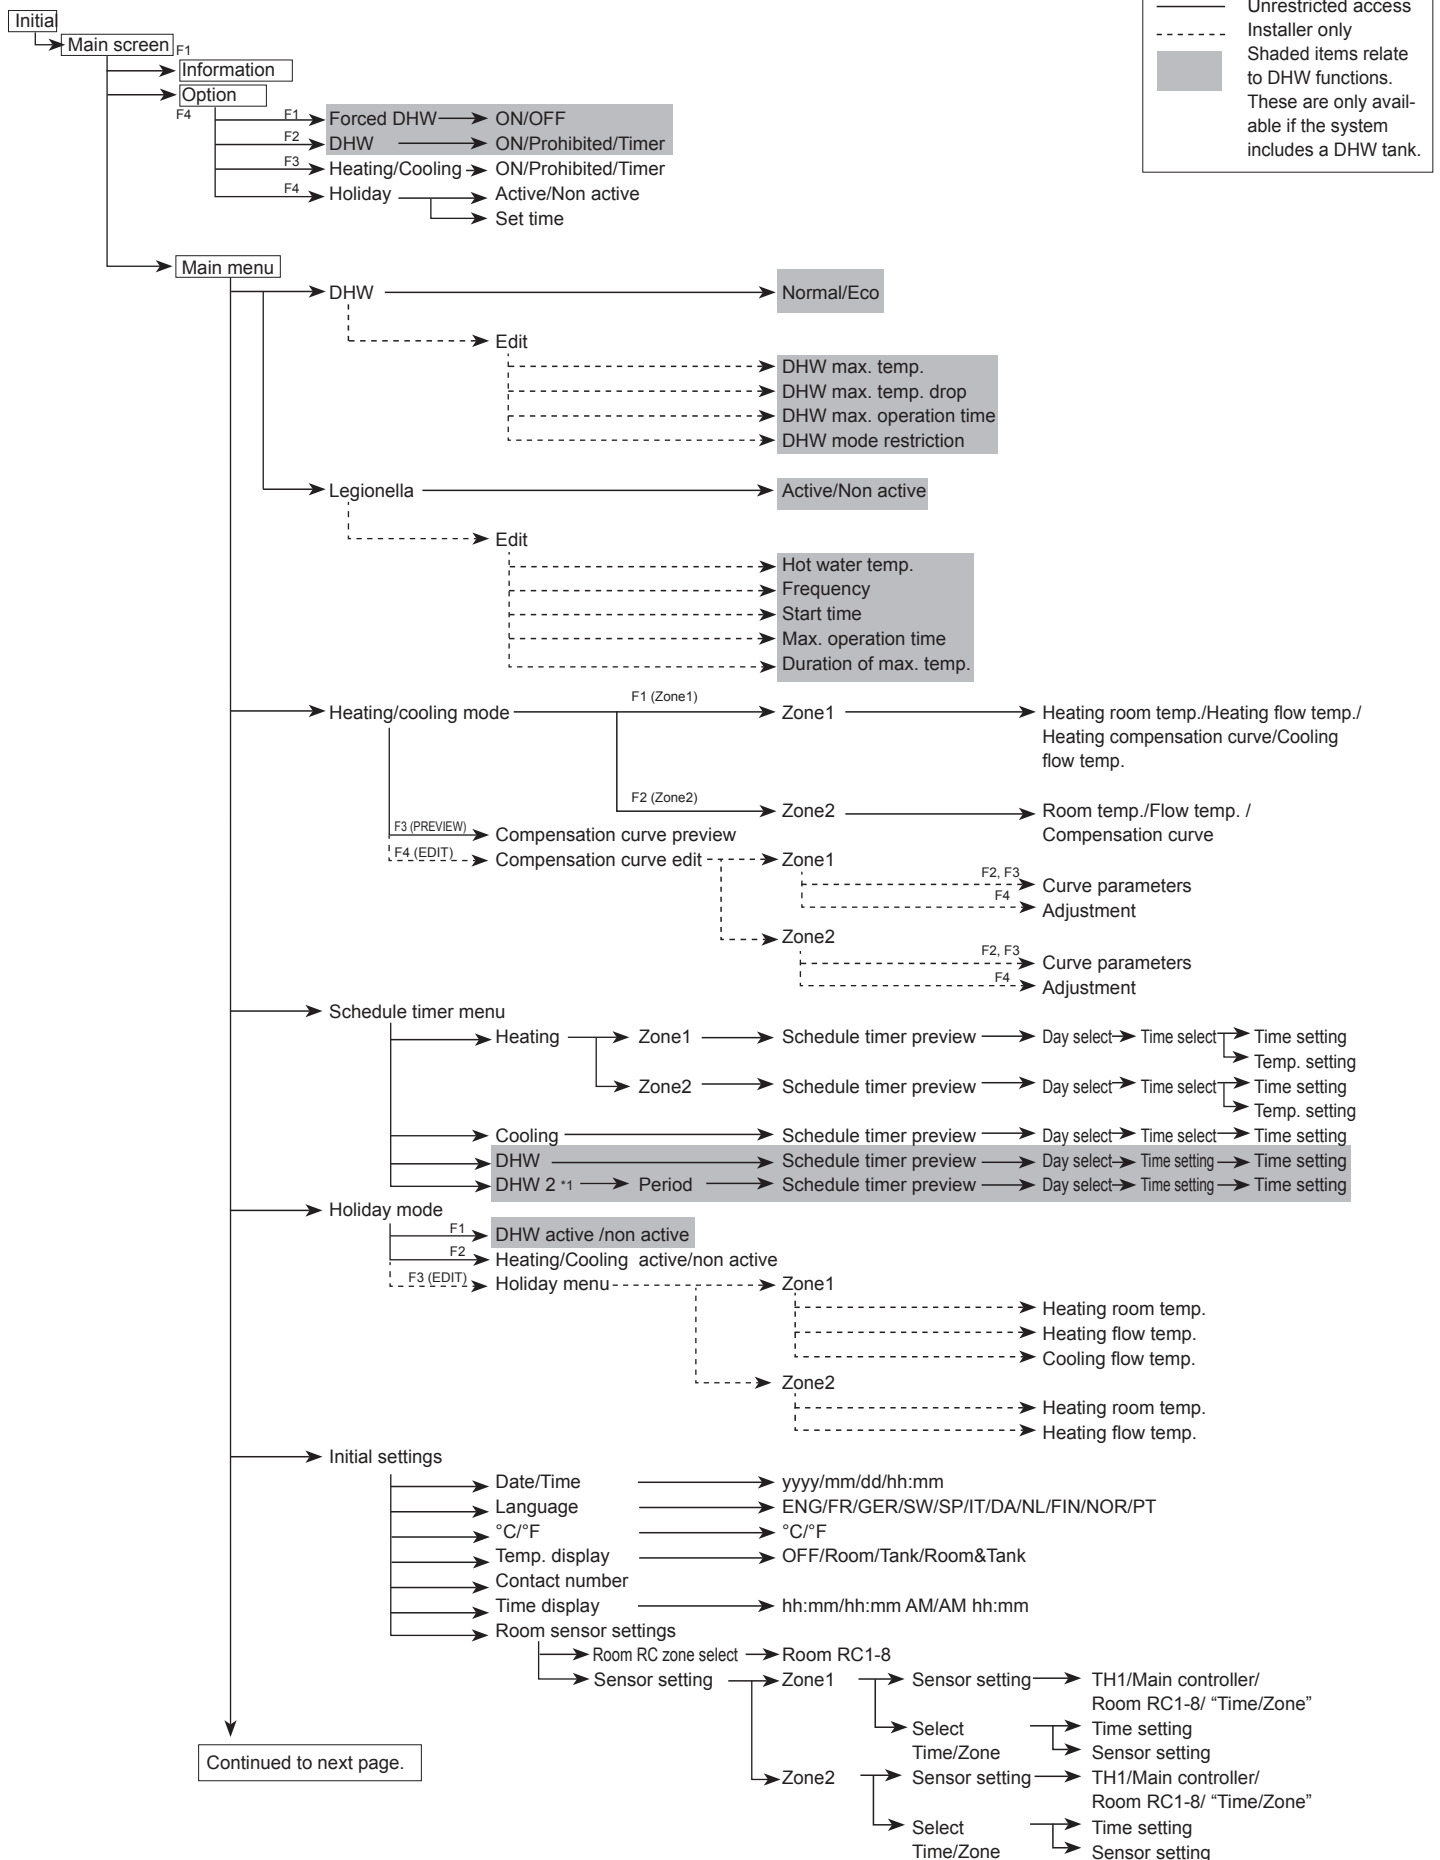 Unrestricted access
Installer only
Shaded items relate
to DHW functions.
These are only avail-
able if the system
includes a DHW tank.
Initial
Main screen
F1
Information
Option
F4
F1 Forced DHW ON/OFF
F2 DHW ON/Prohibited/Timer
F3 Heating/Cooling ON/Prohibited/Timer
F4 Holiday Active/Non active
Set time
Main menu
DHW Normal/Eco
Edit
DHW max. temp.
DHW max. temp. drop
DHW max. operation time
DHW mode restriction
Legionella Active/Non active
Edit
Hot water temp.
Frequency
Start time
Max. operation time
Duration of max. temp.
Heating/cooling mode F1 (Zone1) Zone1 Heating room temp./Heating flow temp./
Heating compensation curve/Cooling
flow temp.
F2 (Zone2) Zone2 Room temp./Flow temp. /
Compensation curve
F3 (PREVIEW) Compensation curve preview
F4 (EDIT) Compensation curve edit Zone1
F2, F3 Curve parameters
F4 Adjustment
Zone2
F2, F3 Curve parameters
F4 Adjustment
Schedule timer menu
Heating Zone1 Schedule timer preview Day select Time select Time setting
Temp. setting
Zone2 Schedule timer preview Day select Time select Time setting
Temp. setting
Cooling Schedule timer preview Day select Time select Time setting
DHW Schedule timer preview Day select Time setting Time setting
DHW 2 *1 Period Schedule timer preview Day select Time setting Time setting
Holiday mode
F1 DHW active /non active
F2 Heating/Cooling active/non active
F3 (EDIT) Holiday menu Zone1
Heating room temp.
Heating flow temp.
Cooling flow temp.
Zone2
Heating room temp.
Heating flow temp.
Initial settings
Date/Time yyyy/mm/dd/hh:mm
Language ENG/FR/GER/SW/SP/IT/DA/NL/FIN/NOR/PT
°C/°F °C/°F
Temp. display OFF/Room/Tank/Room&Tank
Contact number
Time display hh:mm/hh:mm AM/AM hh:mm
Room sensor settings
Room RC zone select Room RC1-8
Sensor setting Zone1 Sensor setting TH1/Main controller/
Room RC1-8/ “Time/Zone”
Select Time setting
Time/Zone Sensor setting
Zone2 Sensor setting TH1/Main controller/
Room RC1-8/ “Time/Zone”
Select Time setting
Time/Zone Sensor setting
Continued to next page.